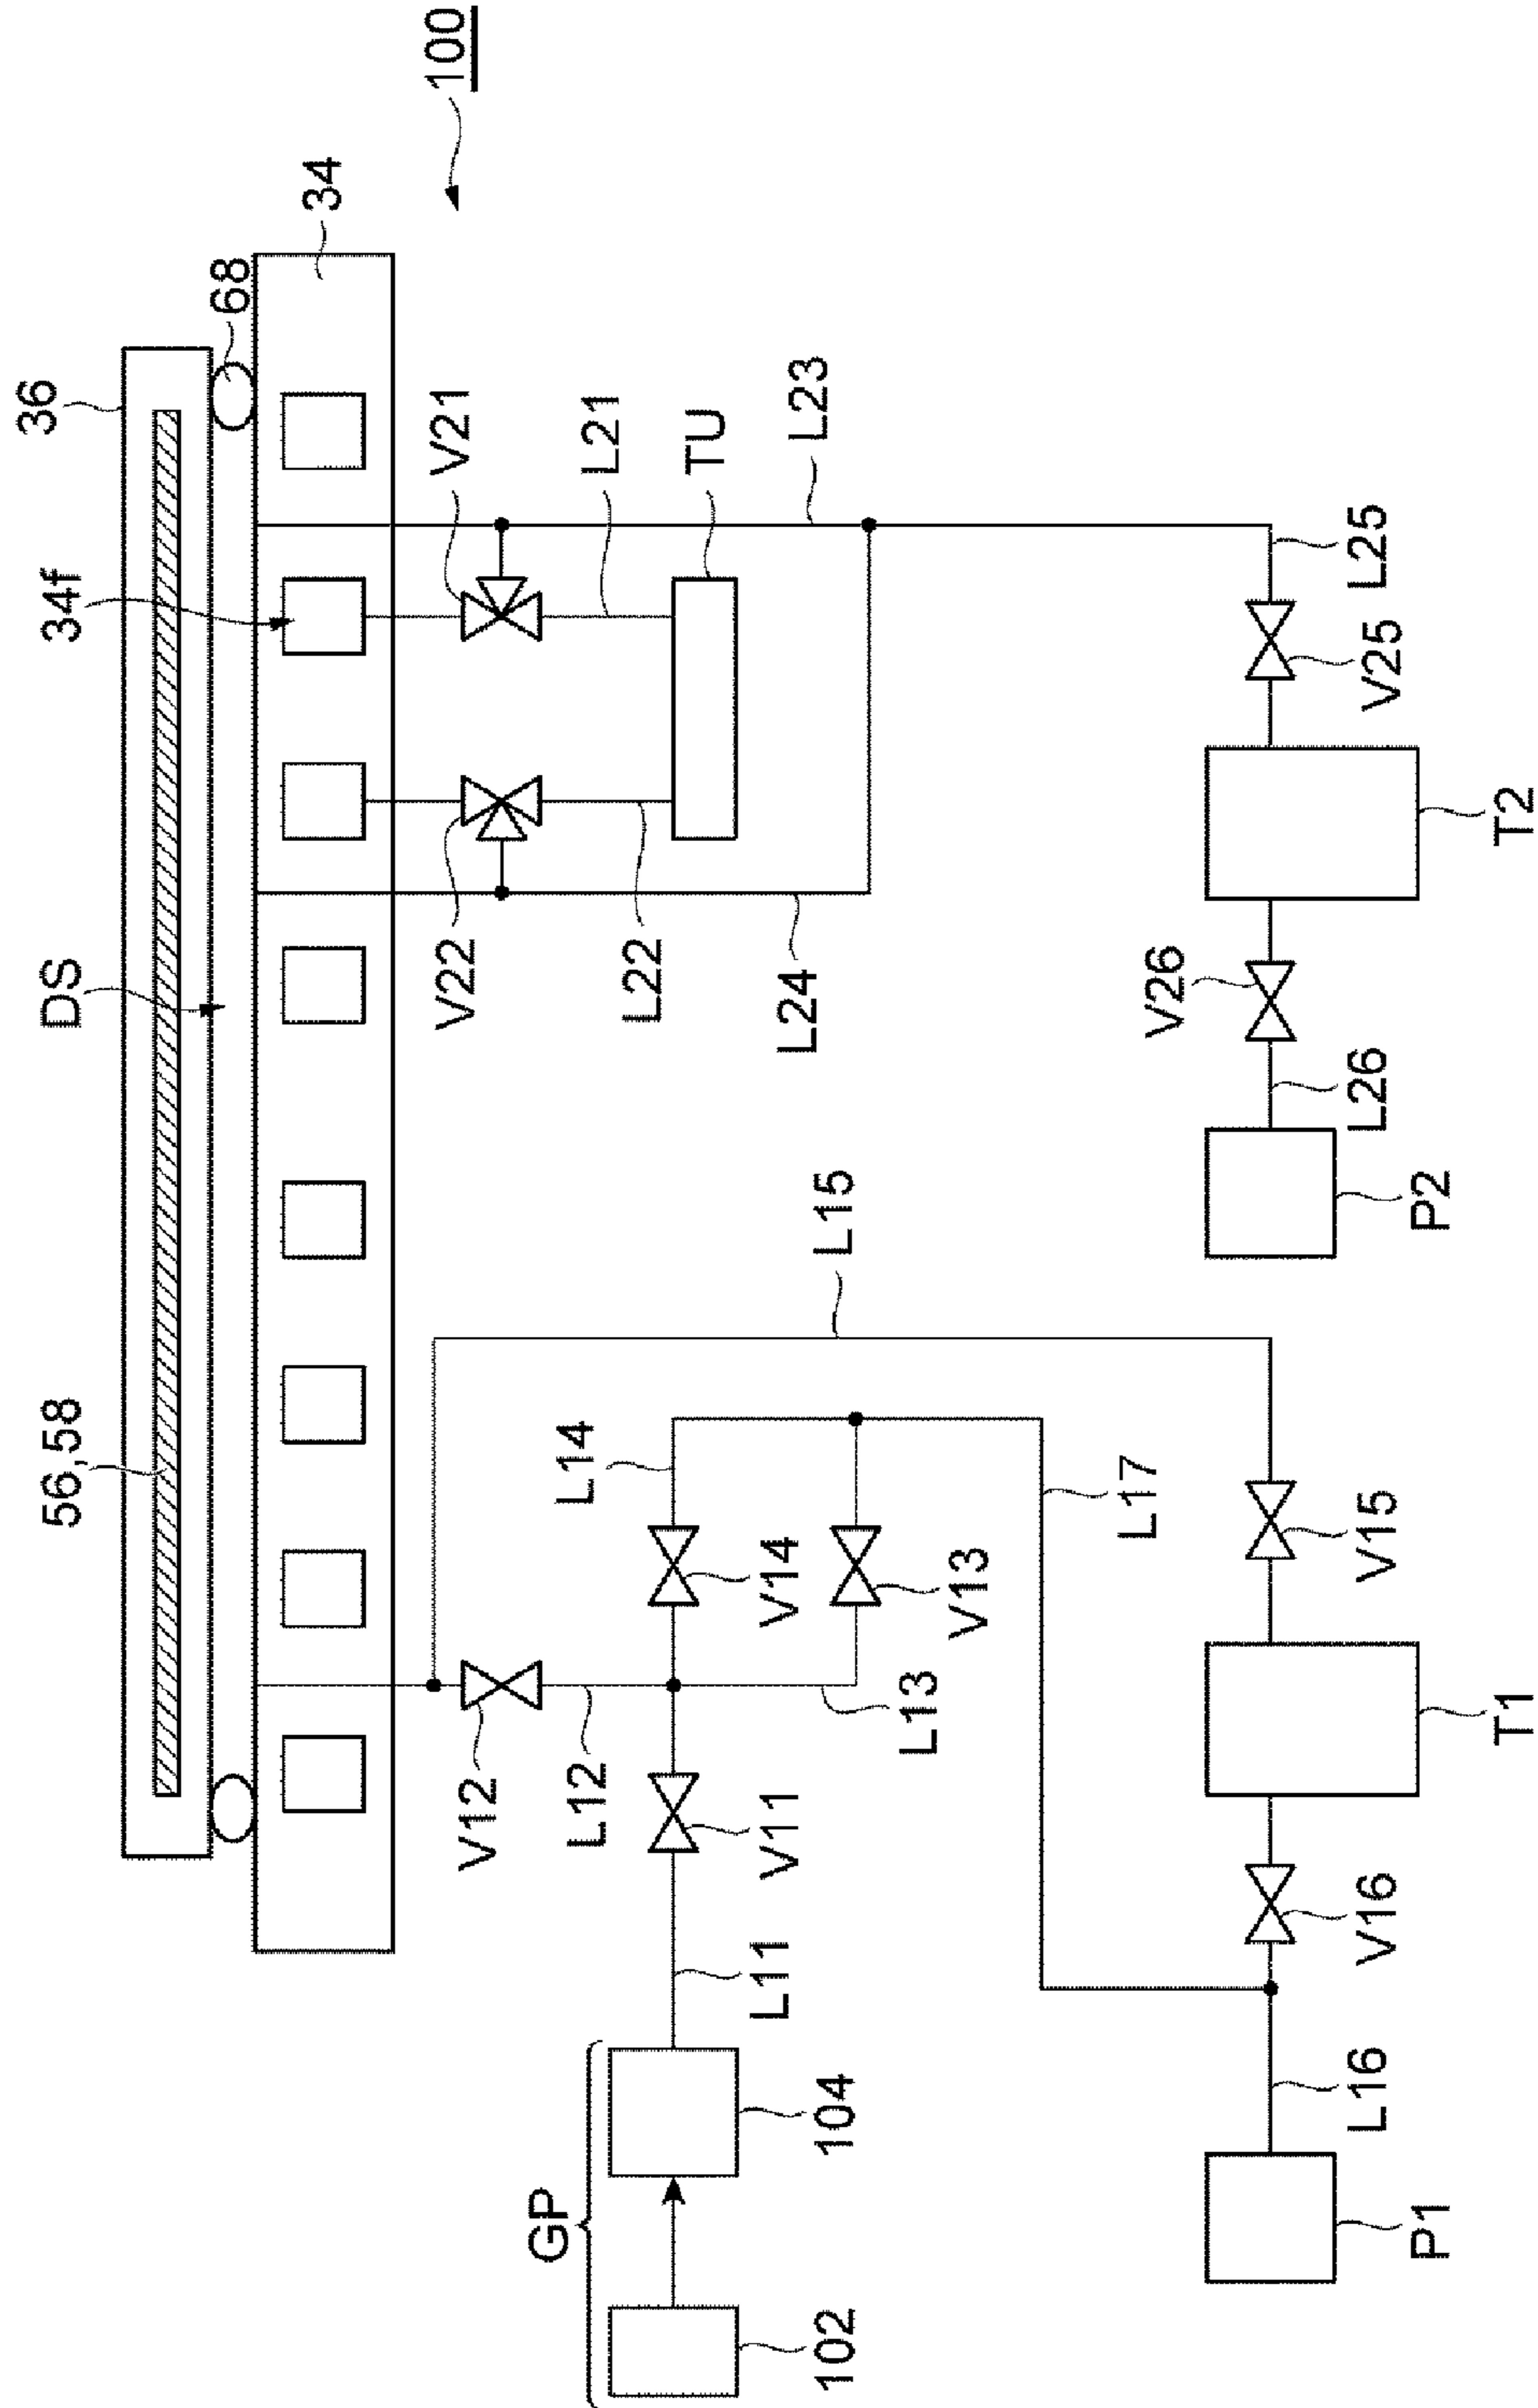 100
56,58
DS
34f
36
68
34
V12
L12
L14
V14
V13
L13
V11
L11
GP
102
104
L15
L17
V22
L22
L24
V21
L21
TU
L23
P1
L16
V16
T1
V15
P2
L26
V26
T2
V25
L25